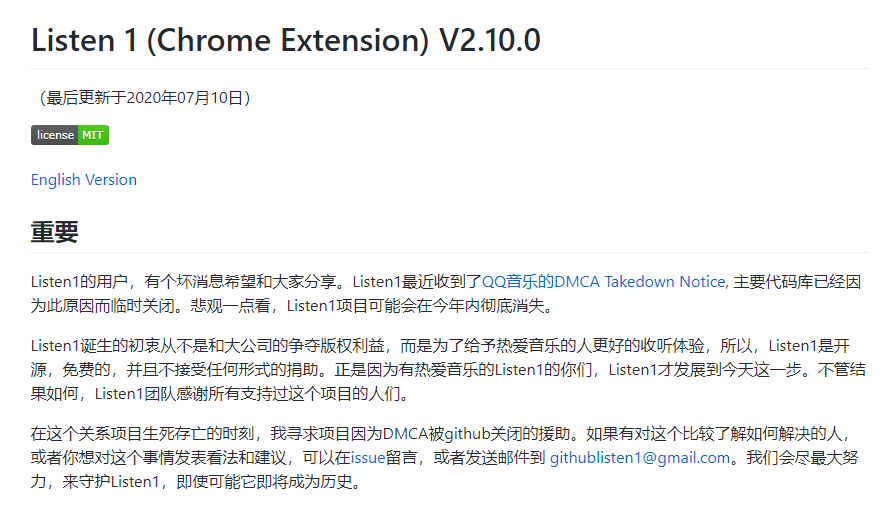 Listen 1 (Chrome Extension) V2.10.0
（最后更新于2020年07月10日）
license MIT
English Version
重要
Listen1的用户，有个坏消息希望和大家分享。Listen1最近收到了QQ音乐的DMCA Takedown Notice, 主要代码库已经因
为此原因而临时关闭。悲观一点看，Listen1项目可能会在今年内彻底消失。
Listen1诞生的初衷从不是和大公司的争夺版权利益，而是为了给予热爱音乐的人更好的收听体验，所以，Listen1是开
源，免费的，并且不接受任何形式的捐助。正是因为有热爱音乐的Listen1的你们，Listen1才发展到今天这一步。不管结
果如何，Listen1团队感谢所有支持过这个项目的人们。
在这个关系项目生死存亡的时刻，我寻求项目因为DMCA被github关闭的援助。如果有对这个比较了解如何解决的人，
或者你想对这个事情发表看法和建议，可以在issue留言，或者发送邮件到 githublisten1@gmail.com。我们会尽最大努
力，来守护Listen1，即使可能它即将成为历史。